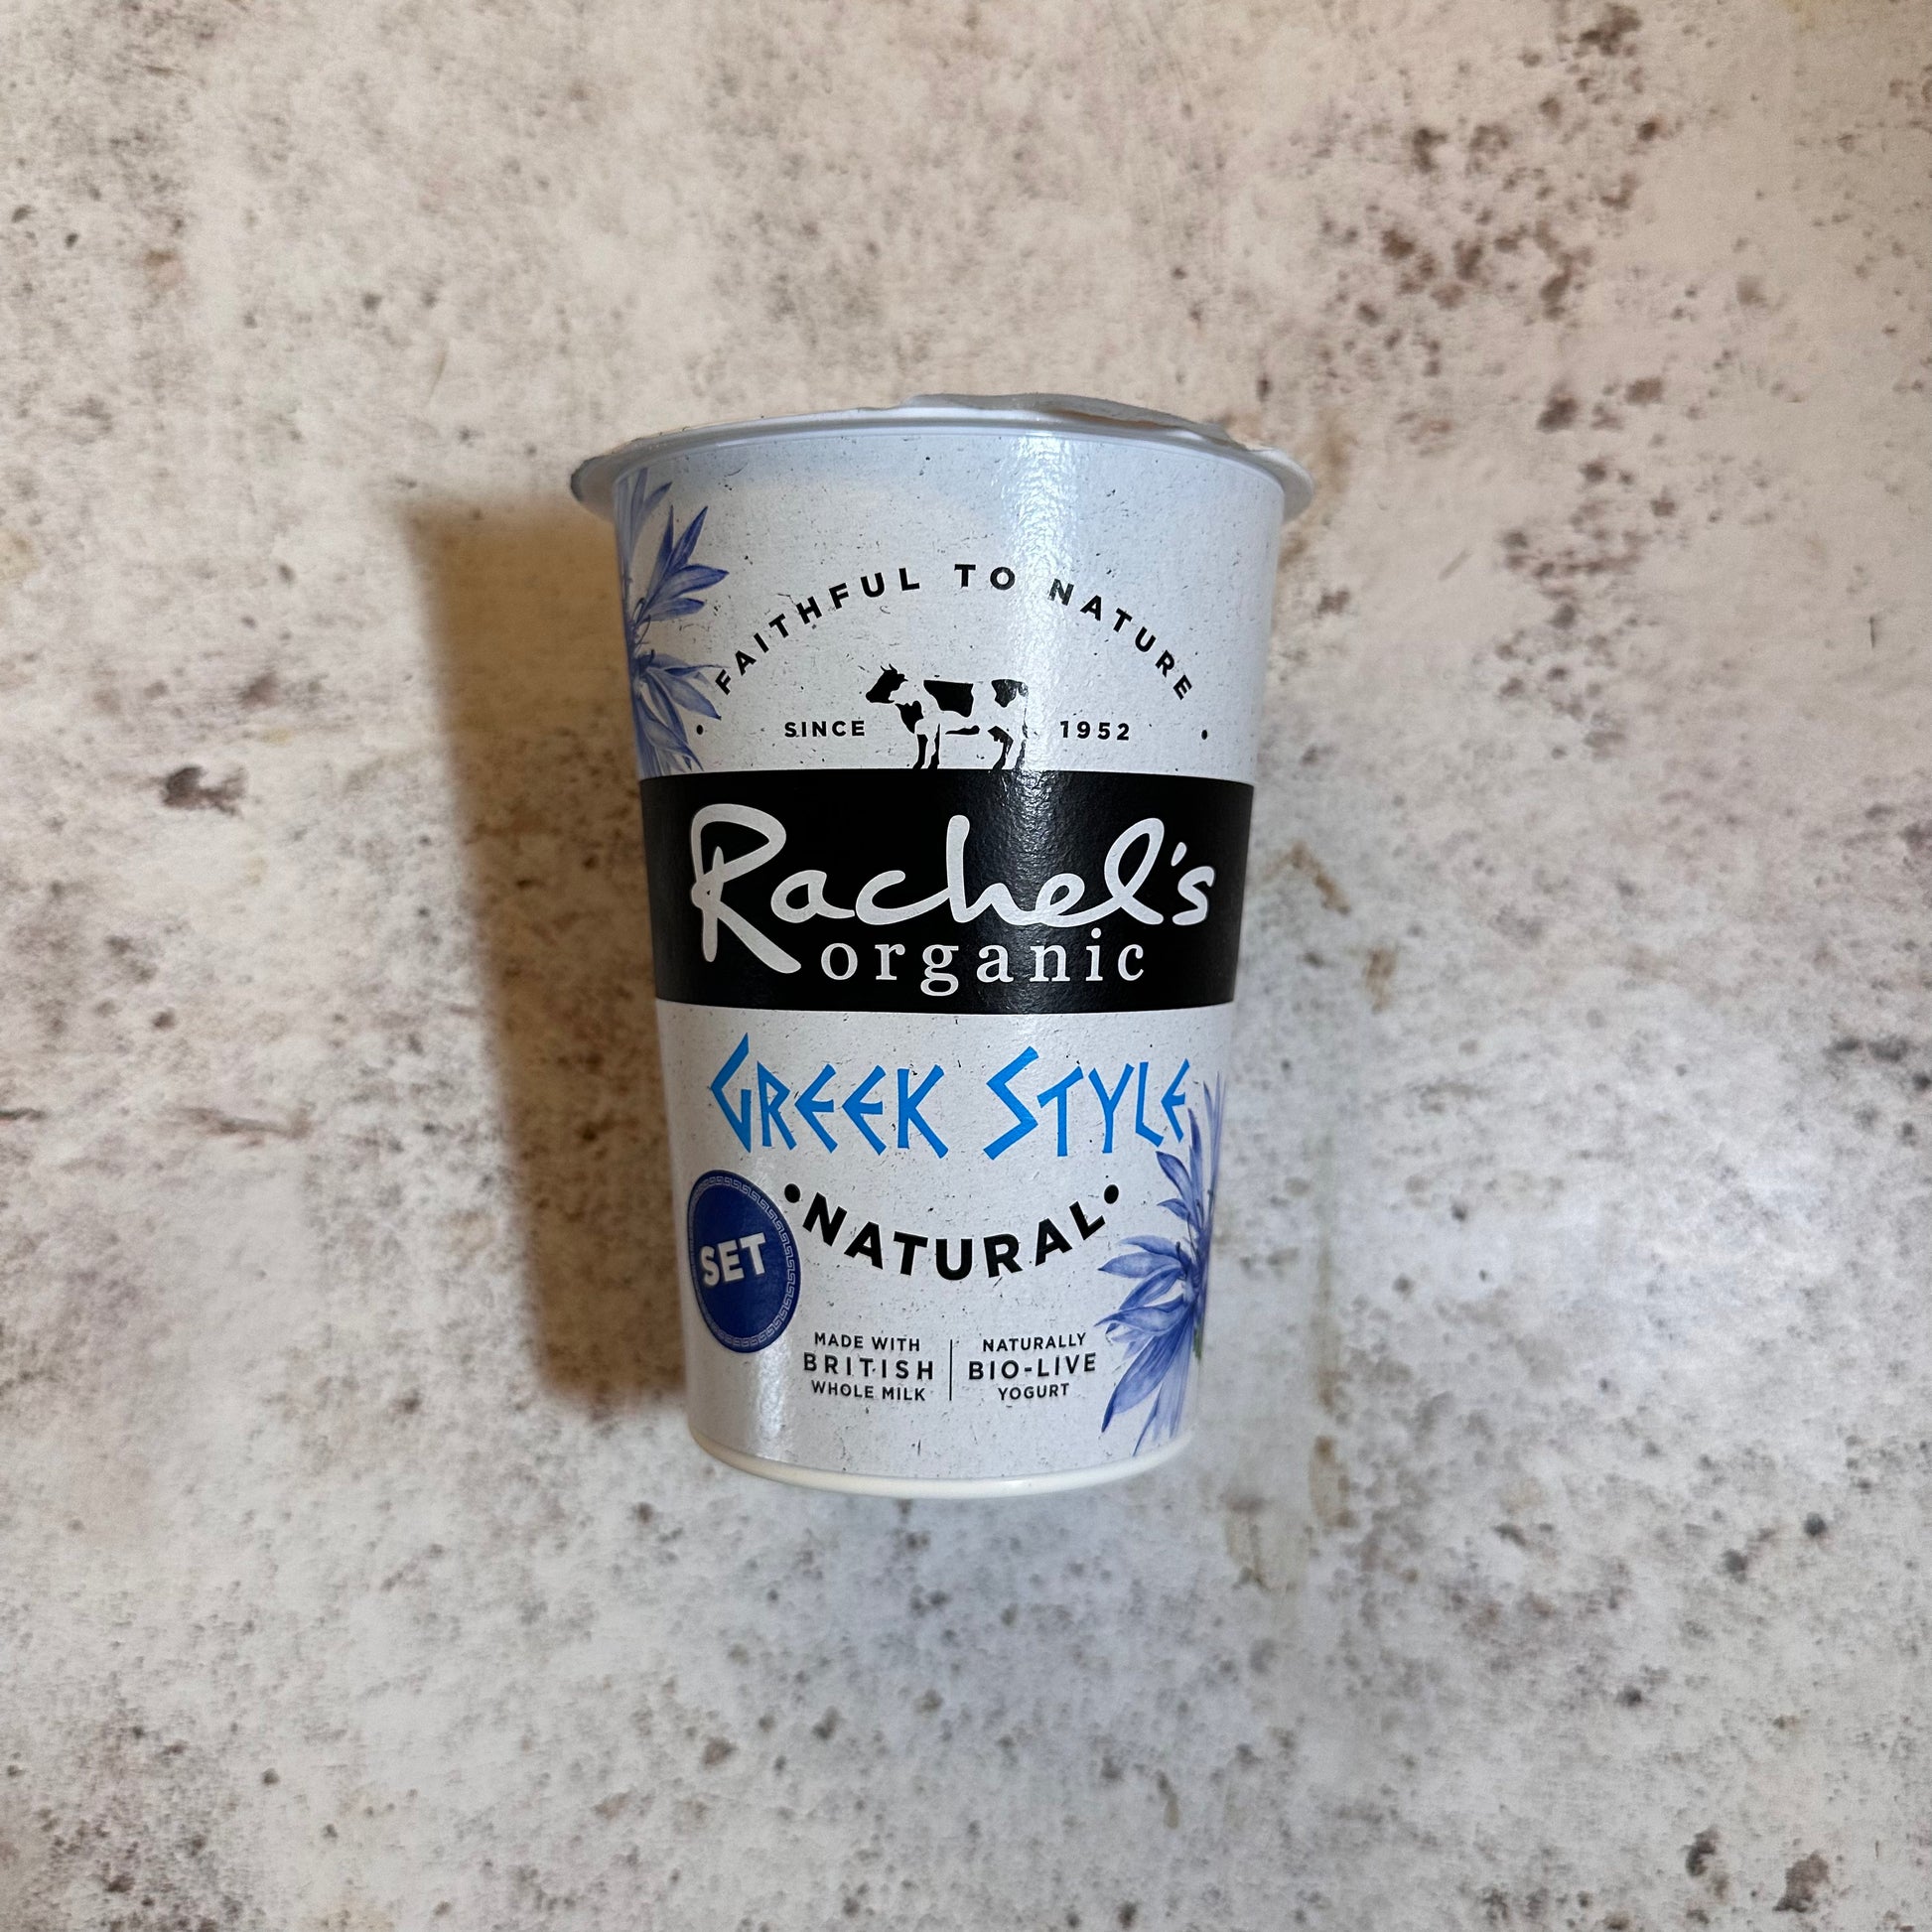 FAITHFUL TO NATURE
SINCE 1952
Rachel's
organic
GREEK STYLE
•NATURAL•
SET
MADE WITH
BRITISH
WHOLE MILK
NATURALLY
BIO-LIVE
YOGURT